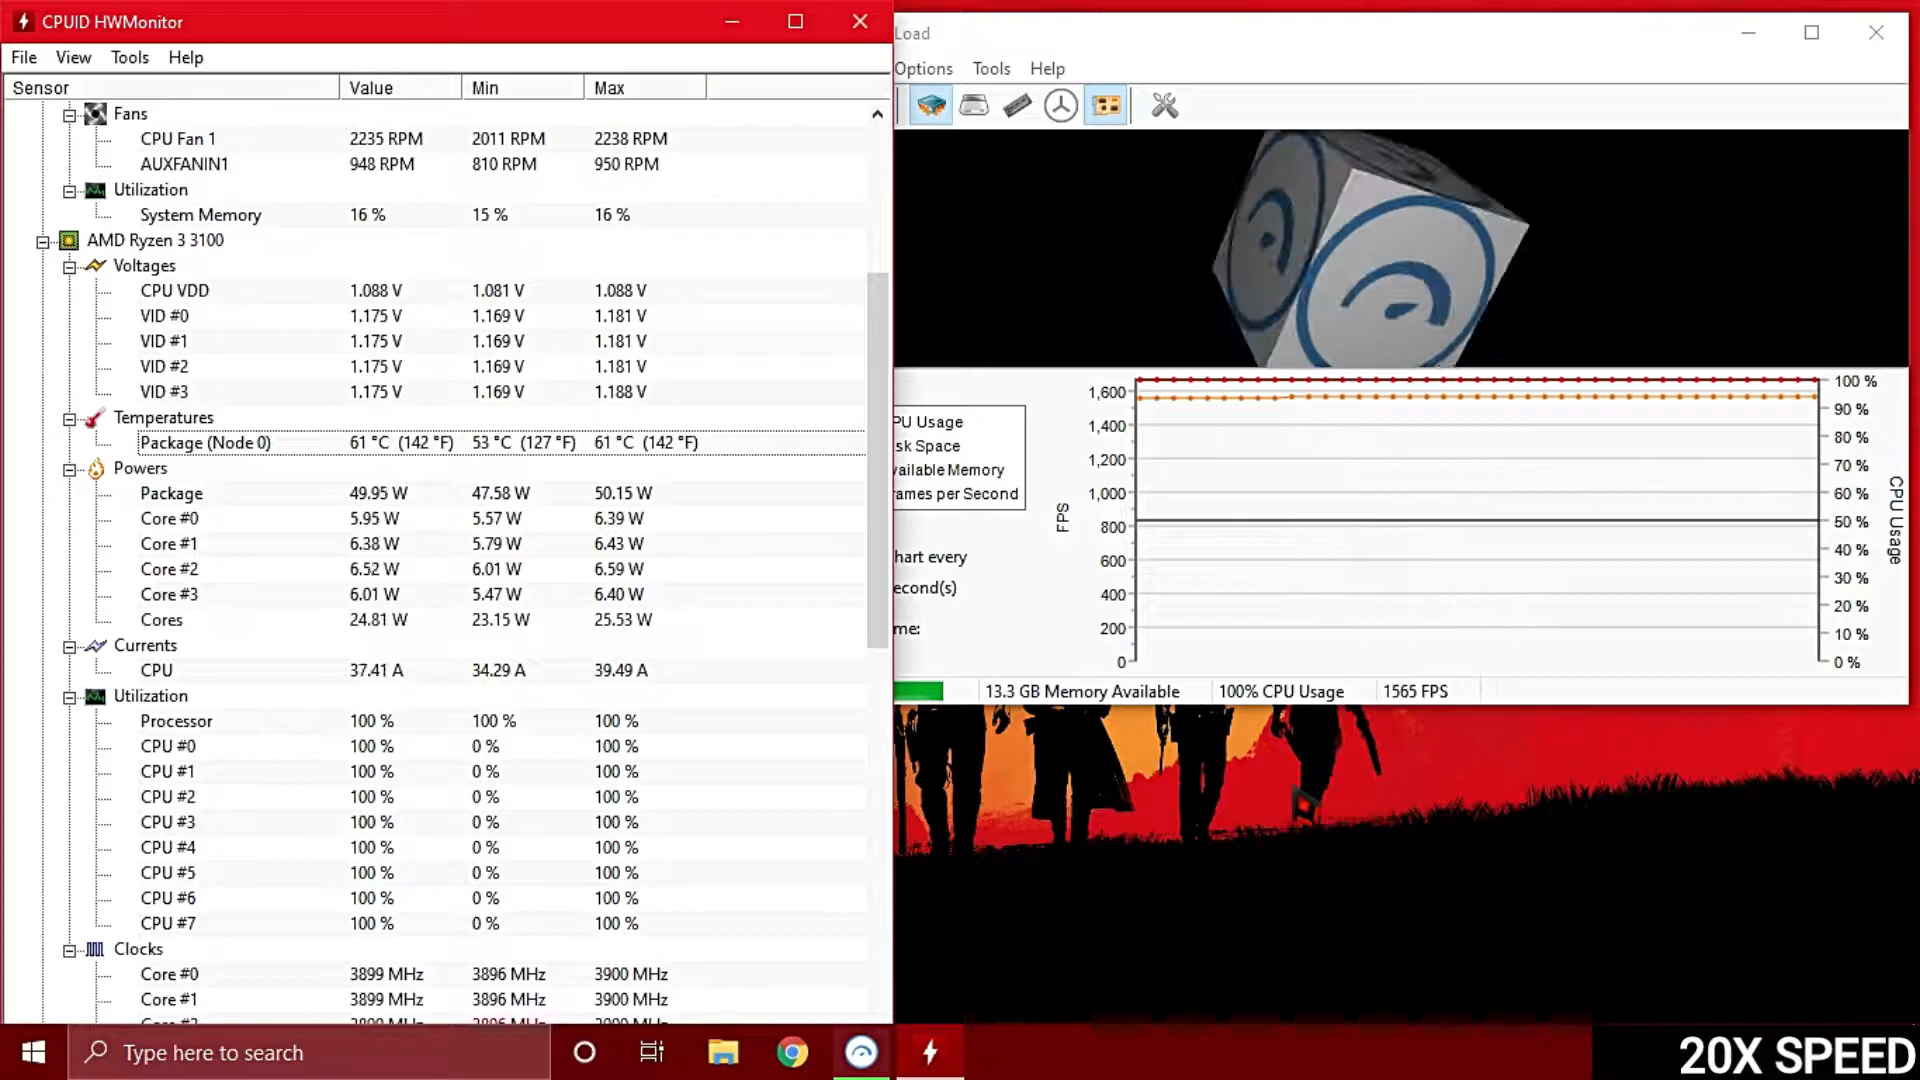 CPUID HWMonitor
File View Tools Help
Sensor Value Min Max
Fans
CPU Fan 1 2235 RPM 2011 RPM 2238 RPM
AUXFANIN1 948 RPM 810 RPM 950 RPM
Utilization
System Memory 16 % 15 % 16 %
AMD Ryzen 3 3100
Voltages
CPU VDD 1.088 V 1.081 V 1.088 V
VID #0 1.175 V 1.169 V 1.181 V
VID #1 1.175 V 1.169 V 1.181 V
VID #2 1.175 V 1.169 V 1.181 V
VID #3 1.175 V 1.169 V 1.188 V
Temperatures
Package (Node 0) 61 °C (142 °F) 53 °C (127 °F) 61 °C (142 °F)
Powers
Package 49.95 W 47.58 W 50.15 W
Core #0 5.95 W 5.57 W 6.39 W
Core #1 6.38 W 5.79 W 6.43 W
Core #2 6.52 W 6.01 W 6.59 W
Core #3 6.01 W 5.47 W 6.40 W
Cores 24.81 W 23.15 W 25.53 W
Currents
CPU 37.41 A 34.29 A 39.49 A
Utilization
Processor 100 % 100 % 100 %
CPU #0 100 % 0 % 100 %
CPU #1 100 % 0 % 100 %
CPU #2 100 % 0 % 100 %
CPU #3 100 % 0 % 100 %
CPU #4 100 % 0 % 100 %
CPU #5 100 % 0 % 100 %
CPU #6 100 % 0 % 100 %
CPU #7 100 % 0 % 100 %
Clocks
Core #0 3899 MHz 3896 MHz 3900 MHz
Core #1 3899 MHz 3896 MHz 3900 MHz
Load
Options Tools Help
PU Usage
sk Space
vailable Memory
rames per Second
hart every
econd(s)
me:
FPS
1,600
1,400
1,200
1,000
800
600
400
200
0
100 %
90 %
80 %
70 %
60 %
50 %
40 %
30 %
20 %
10 %
0 %
CPU Usage
13.3 GB Memory Available 100% CPU Usage 1565 FPS
Type here to search
20X SPEED